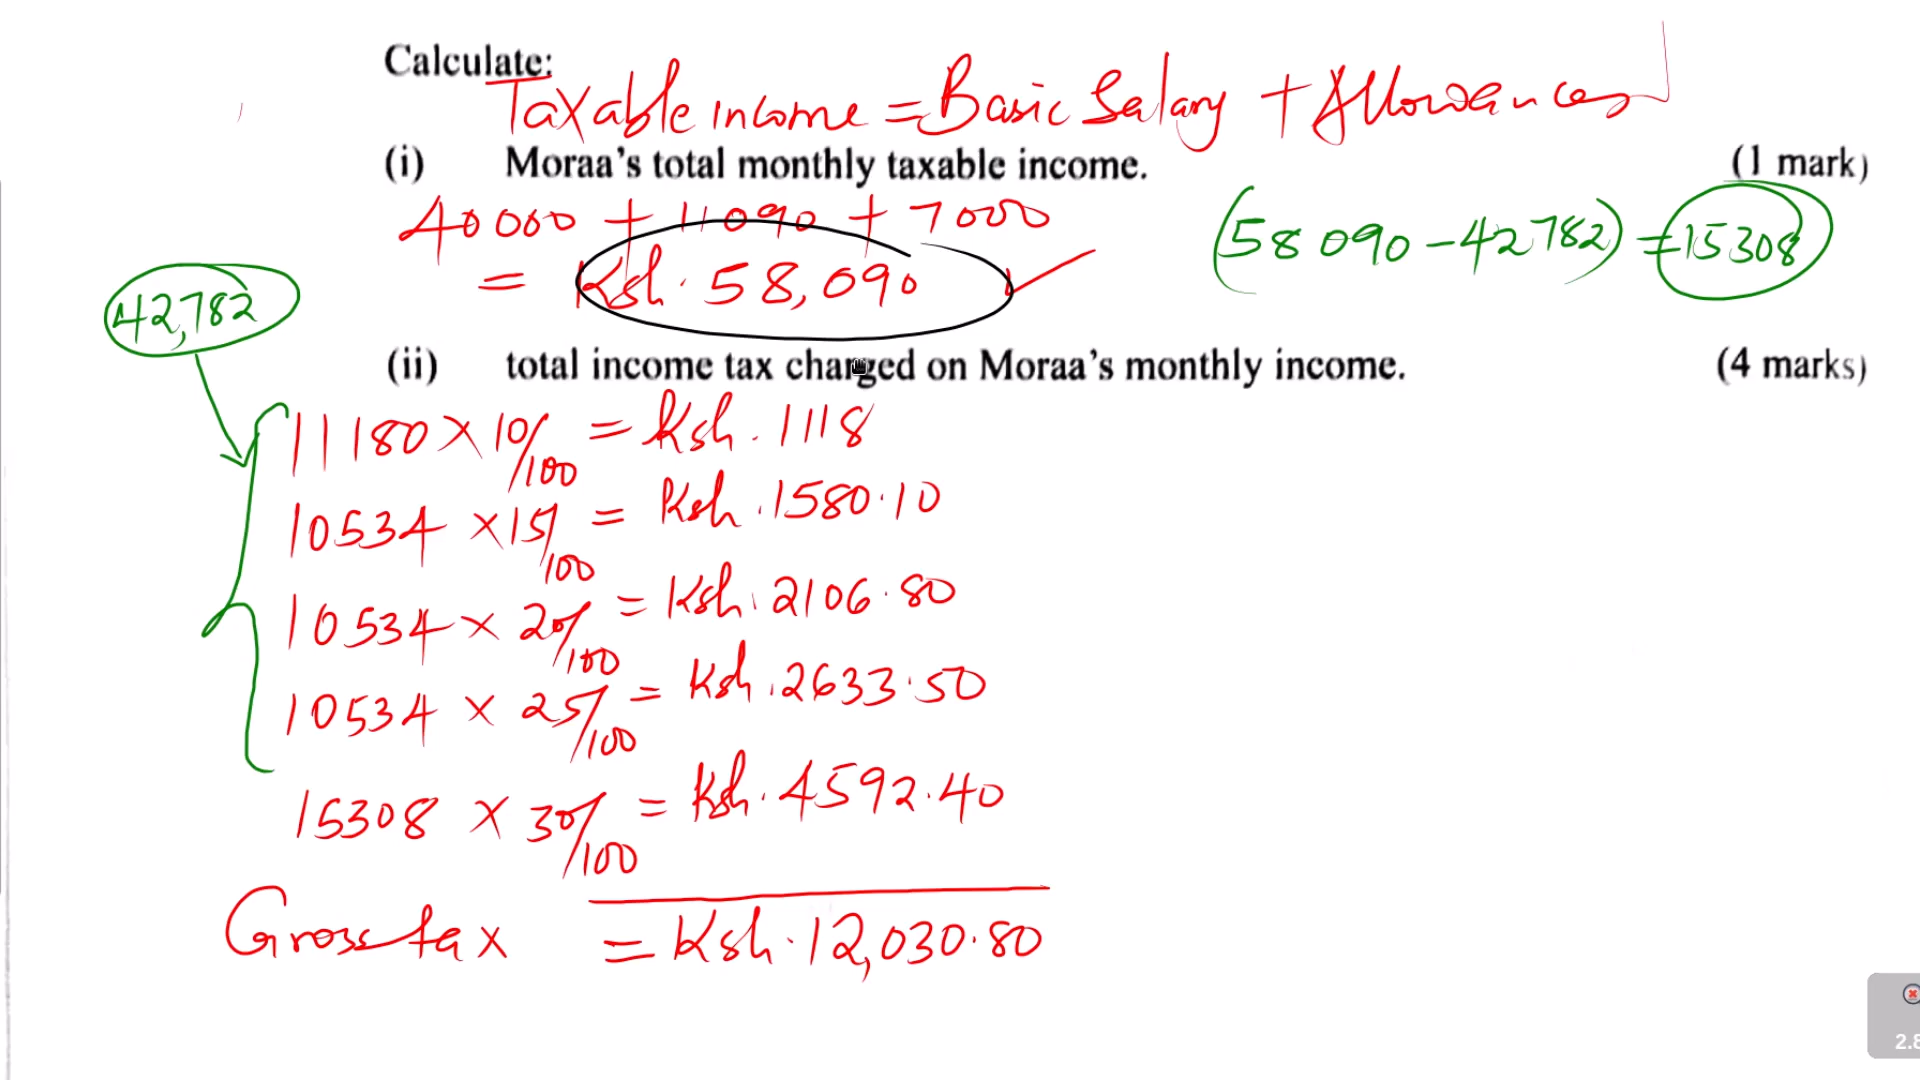 Calculate:
Taxable income = Basic Salary + Allowances
(i) Moraa's total monthly taxable income. (1 mark)
40000 + 11090 + 7000
= Ksh. 58,090
(58090 - 42782) = 15308
42,782
(ii) total income tax charged on Moraa's monthly income. (4 marks)
11180 × 10/100 = Ksh. 1118
10534 × 15/100 = Ksh. 1580.10
10534 × 20/100 = Ksh. 2106.80
10534 × 25/100 = Ksh. 2633.50
15308 × 30/100 = Ksh. 4592.40
Gross tax = Ksh. 12,030.80